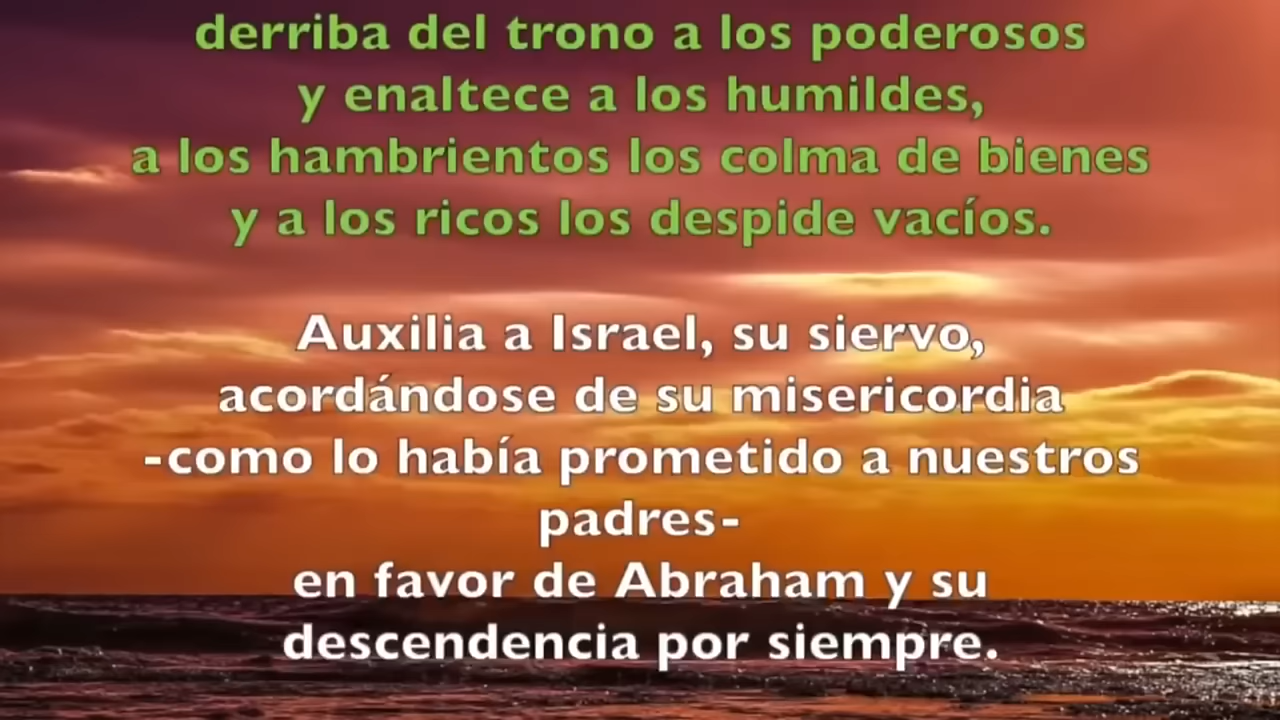 derriba del trono a los poderosos
y enaltece a los humildes,
a los hambrientos los colma de bienes
y a los ricos los despide vacíos.
Auxilia a Israel, su siervo,
acordándose de su misericordia
-como lo había prometido a nuestros
padres-
en favor de Abraham y su
descendencia por siempre.